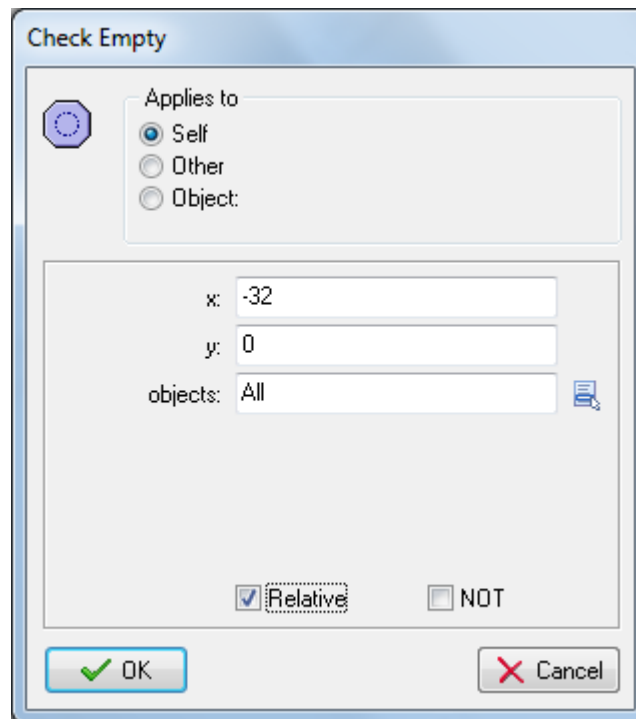 Check Empty
Applies to
Self
Other
Object:
x: -32
y: 0
objects: All
Relative NOT
OK Cancel